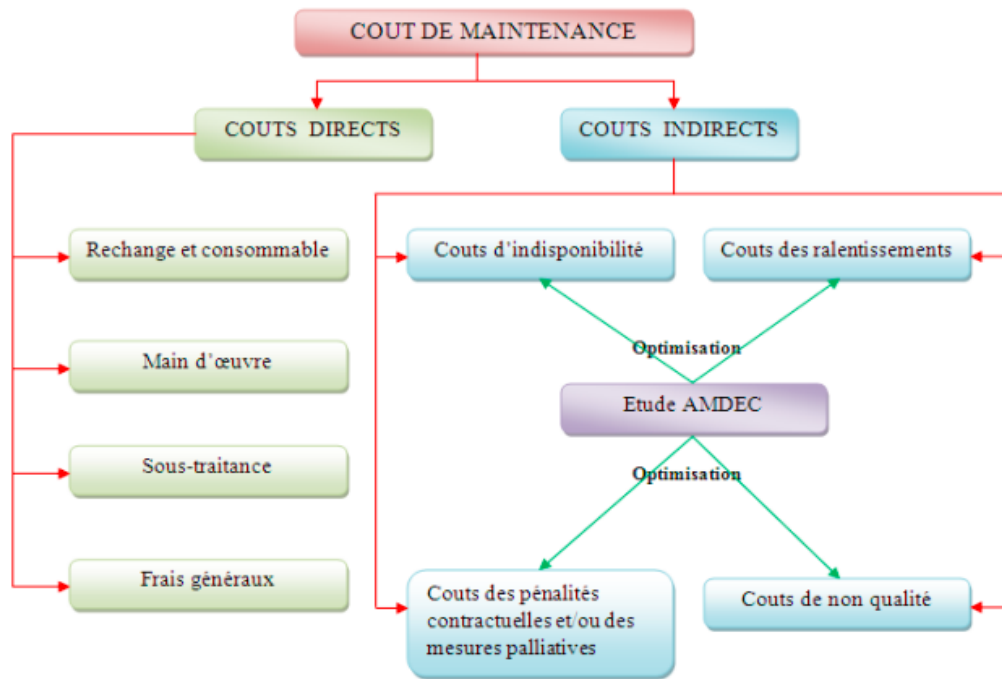 COUT DE MAINTENANCE
COUTS DIRECTS
COUTS INDIRECTS
Rechange et consommable
Couts d'indisponibilité
Couts des ralentissements
Optimisation
Main d'œuvre
Etude AMDEC
Sous-traitance
Optimisation
Frais généraux
Couts des pénalités
contractuelles et/ou des
mesures palliatives
Couts de non qualité